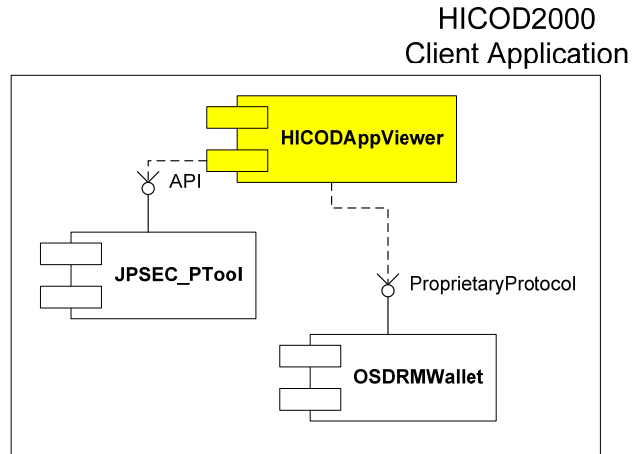 HICOD2000
Client Application
HICODAppViewer
API
JPSEC_PTool
ProprietaryProtocol
OSDRMWallet